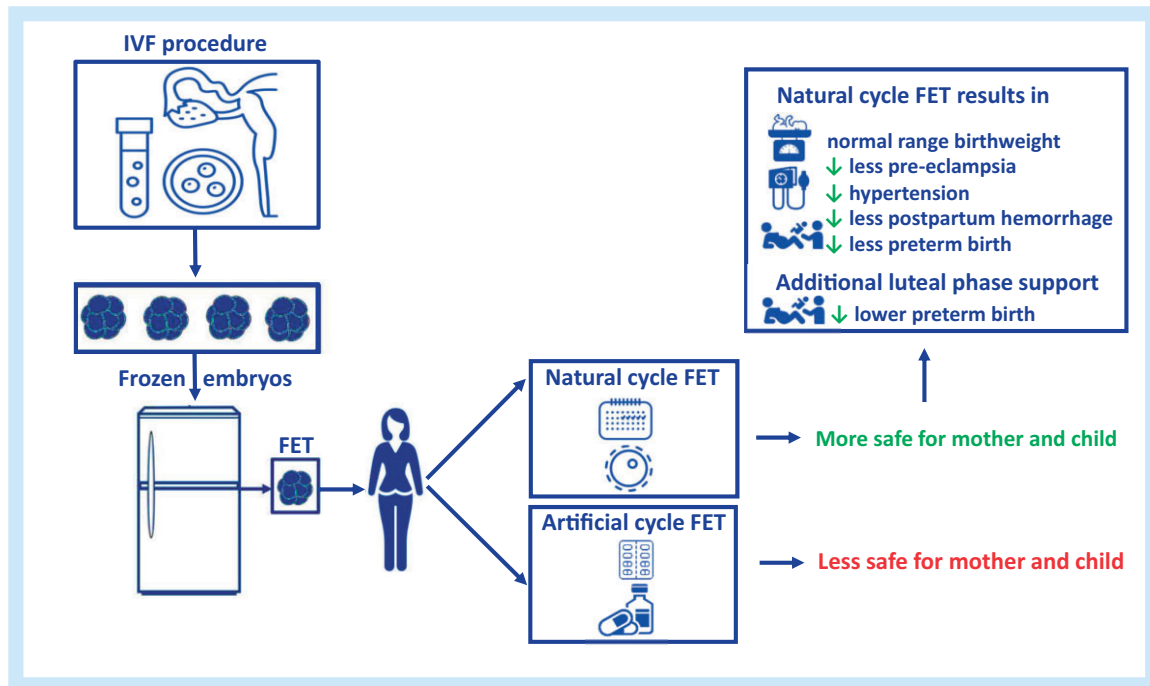 IVF procedure
Frozen embryos
FET
Natural cycle FET
Artificial cycle FET
More safe for mother and child
Less safe for mother and child
Natural cycle FET results in
normal range birthweight
↓ less pre-eclampsia
↓ hypertension
↓ less postpartum hemorrhage
↓ less preterm birth
Additional luteal phase support
↓ lower preterm birth